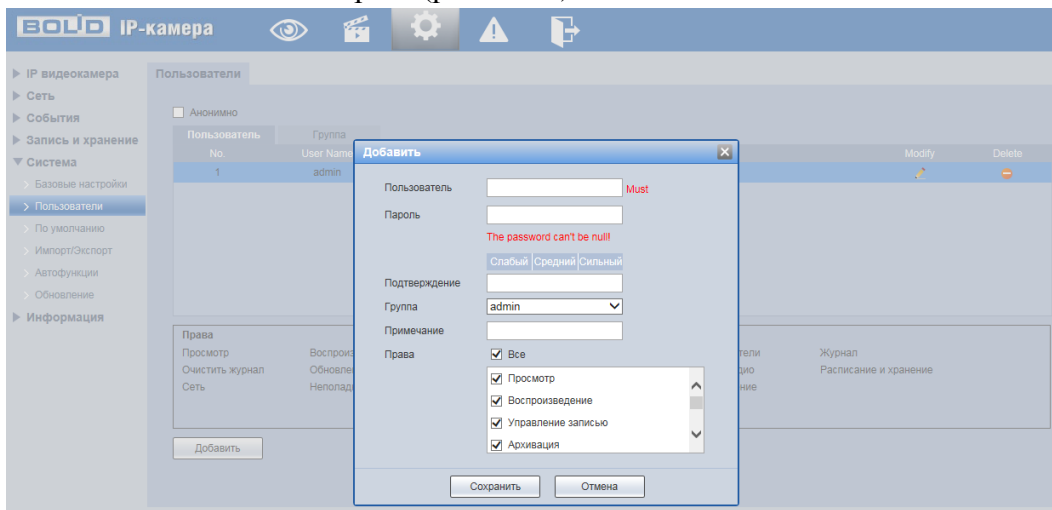 BOLID IP-камера
IP видеокамера
Сеть
События
Запись и хранение
Система
Базовые настройки
Пользователи
По умолчанию
Импорт/Экспорт
Автофункции
Обновление
Информация
Пользователи
Анонимно
Пользователь Группа
No. User Name Modify Delete
1 admin
Добавить
Пользователь Must
Пароль
The password can't be null!
Слабый Средний Сильный
Подтверждение
Группа admin
Примечание
Права Все
Просмотр
Воспроизведение
Управление записью
Архивация
Сохранить Отмена
Права
Просмотр Журнал
Очистить журнал Расписание и хранение
Сеть
Добавить